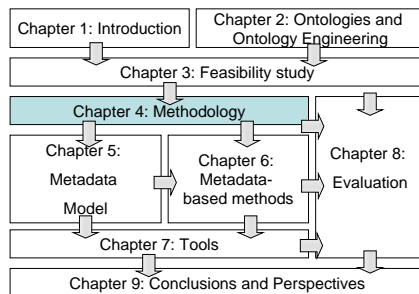 Chapter 1: Introduction
Chapter 2: Ontologies and
Ontology Engineering
Chapter 3: Feasibility study
Chapter 4: Methodology
Chapter 5:
Metadata
Model
Chapter 6:
Metadata-
based methods
Chapter 8:
Evaluation
Chapter 7: Tools
Chapter 9: Conclusions and Perspectives